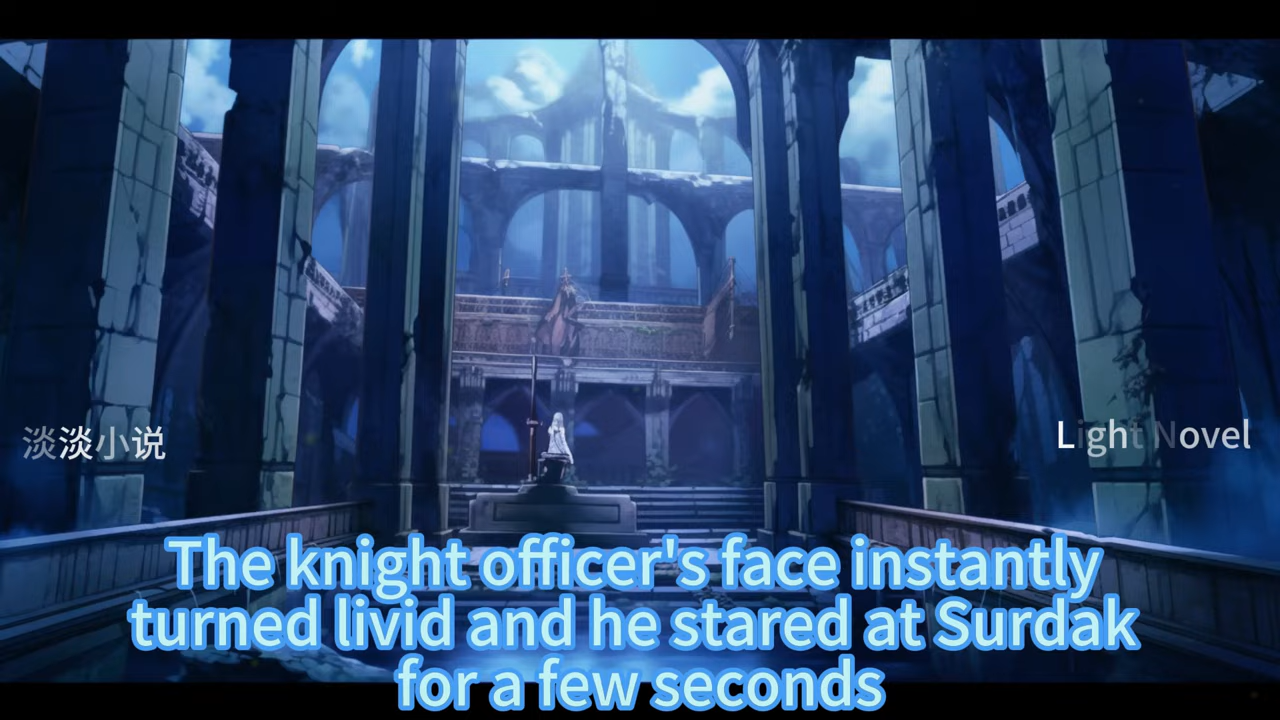 淡淡小说
Light Novel
The knight officer's face instantly
turned livid and he stared at Surdak
for a few seconds